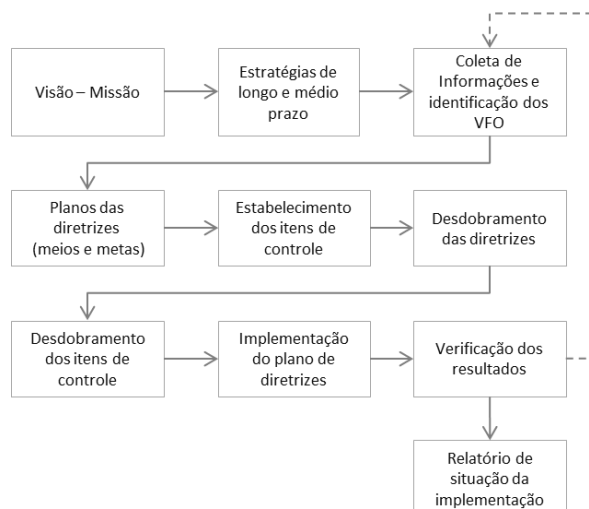 Visão – Missão
Estratégias de
longo e médio
prazo
Coleta de
Informações e
identificação dos
VFO
Planos das
diretrizes
(meios e metas)
Estabelecimento
dos itens de
controle
Desdobramento
das diretrizes
Desdobramento
dos itens de
controle
Implementação
do plano de
diretrizes
Verificação dos
resultados
Relatório de
situação da
implementação